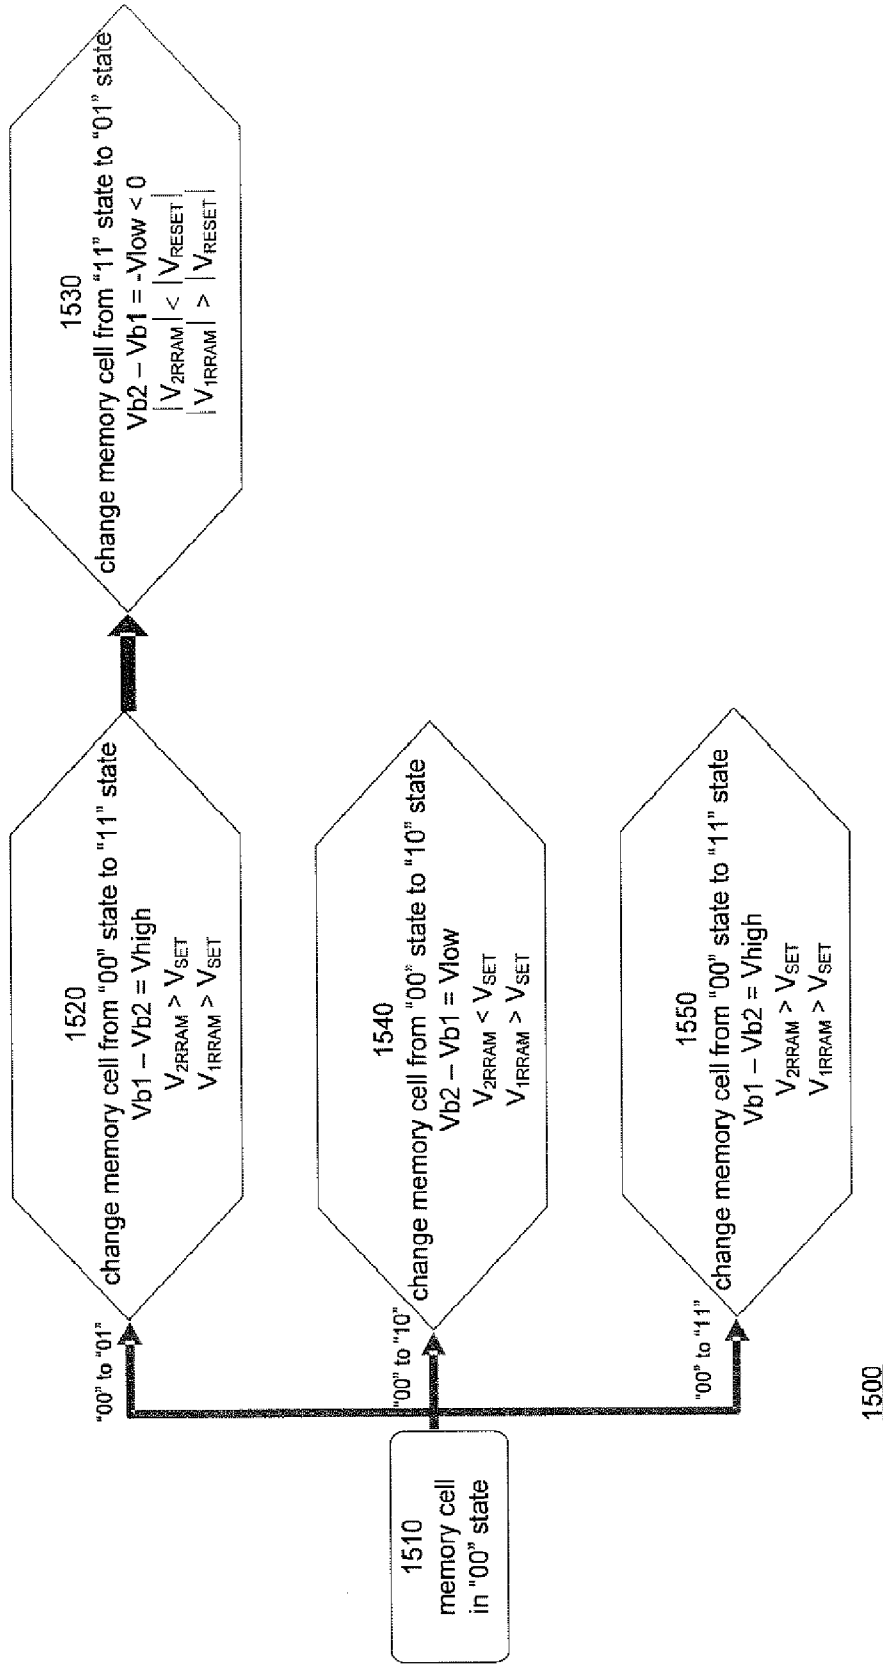 1510
memory cell
in "00" state
"00" to "01"
1520
change memory cell from "00" state to "11" state
Vb1 – Vb2 = Vhigh
V2RRAM > VSET
V1RRAM > VSET
1530
change memory cell from "11" state to "01" state
Vb2 – Vb1 = -Vlow < 0
|V2RRAM| < |VRESET|
|V1RRAM| > |VRESET|
"00" to "10"
1540
change memory cell from "00" state to "10" state
Vb2 – Vb1 = Vlow
V2RRAM < VSET
V1RRAM > VSET
"00" to "11"
1550
change memory cell from "00" state to "11" state
Vb1 – Vb2 = Vhigh
V2RRAM > VSET
V1RRAM > VSET
1500